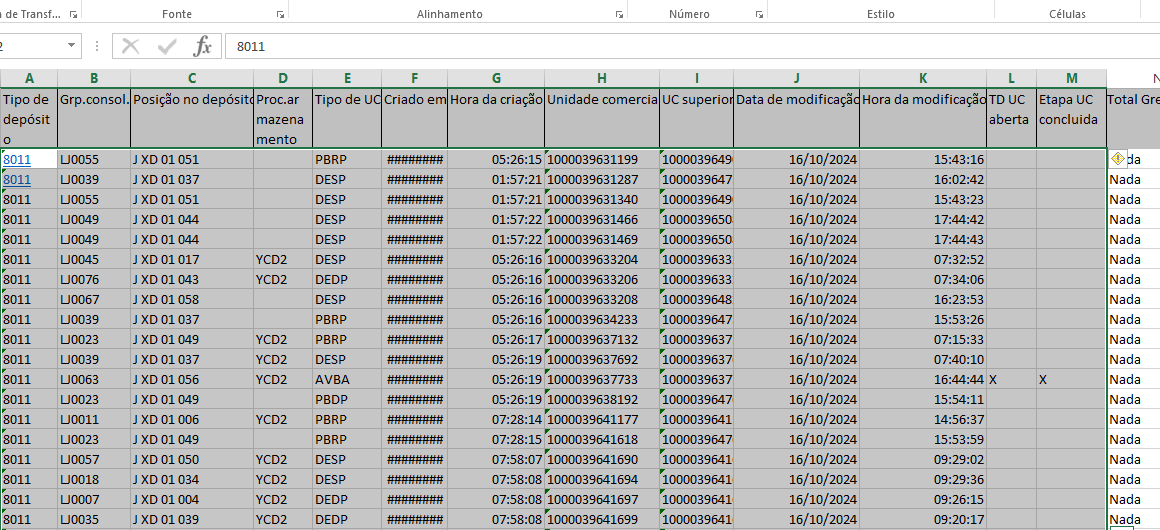 a de Transf... Fonte Alinhamento Número Estilo Células
2 fx 8011
A B C D E F G H I J K L M N
Tipo de depósito Grp.consol. Posição no depósito Proc.armazenamento Tipo de UC Criado em Hora da criação Unidade comercia UC superior Data de modificação Hora da modificação TD UC aberta Etapa UC concluida Total Gre
8011 LJ0055 J XD 01 051 PBRP ######## 05:26:15 1000039631199 100003964 16/10/2024 15:43:16 da
8011 LJ0039 J XD 01 037 DESP ######## 01:57:21 1000039631287 1000039647 16/10/2024 16:02:42 Nada
8011 LJ0055 J XD 01 051 DESP ######## 01:57:21 1000039631340 100003964 16/10/2024 15:43:23 Nada
8011 LJ0049 J XD 01 044 DESP ######## 01:57:22 1000039631466 1000039650 16/10/2024 17:44:42 Nada
8011 LJ0049 J XD 01 044 DESP ######## 01:57:22 1000039631469 1000039650 16/10/2024 17:44:43 Nada
8011 LJ0045 J XD 01 017 YCD2 DESP ######## 05:26:16 1000039633204 1000039633 16/10/2024 07:32:52 Nada
8011 LJ0076 J XD 01 043 YCD2 DEDP ######## 05:26:16 1000039633206 1000039633 16/10/2024 07:34:06 Nada
8011 LJ0067 J XD 01 058 DESP ######## 05:26:16 1000039633208 1000039648 16/10/2024 16:23:53 Nada
8011 LJ0039 J XD 01 037 PBRP ######## 05:26:16 1000039634233 1000039647 16/10/2024 15:53:26 Nada
8011 LJ0023 J XD 01 049 YCD2 PBRP ######## 05:26:17 1000039637132 1000039637 16/10/2024 07:15:33 Nada
8011 LJ0039 J XD 01 037 YCD2 DESP ######## 05:26:19 1000039637692 1000039637 16/10/2024 07:40:10 Nada
8011 LJ0063 J XD 01 056 YCD2 AVBA ######## 05:26:19 1000039637733 1000039637 16/10/2024 16:44:44 X X Nada
8011 LJ0023 J XD 01 049 PBDP ######## 05:26:19 1000039638192 100003964 16/10/2024 15:54:11 Nada
8011 LJ0011 J XD 01 006 YCD2 PBRP ######## 07:28:14 1000039641177 1000039641 16/10/2024 14:56:37 Nada
8011 LJ0023 J XD 01 049 PBRP ######## 07:28:15 1000039641618 100003964 16/10/2024 15:53:59 Nada
8011 LJ0057 J XD 01 050 YCD2 DESP ######## 07:58:07 1000039641690 1000039641 16/10/2024 09:29:02 Nada
8011 LJ0018 J XD 01 034 YCD2 DESP ######## 07:58:08 1000039641694 1000039641 16/10/2024 09:29:36 Nada
8011 LJ0007 J XD 01 004 YCD2 DEDP ######## 07:58:08 1000039641697 1000039641 16/10/2024 09:26:15 Nada
8011 LJ0035 J XD 01 039 YCD2 DEDP ######## 07:58:08 1000039641699 1000039641 16/10/2024 09:20:17 Nada